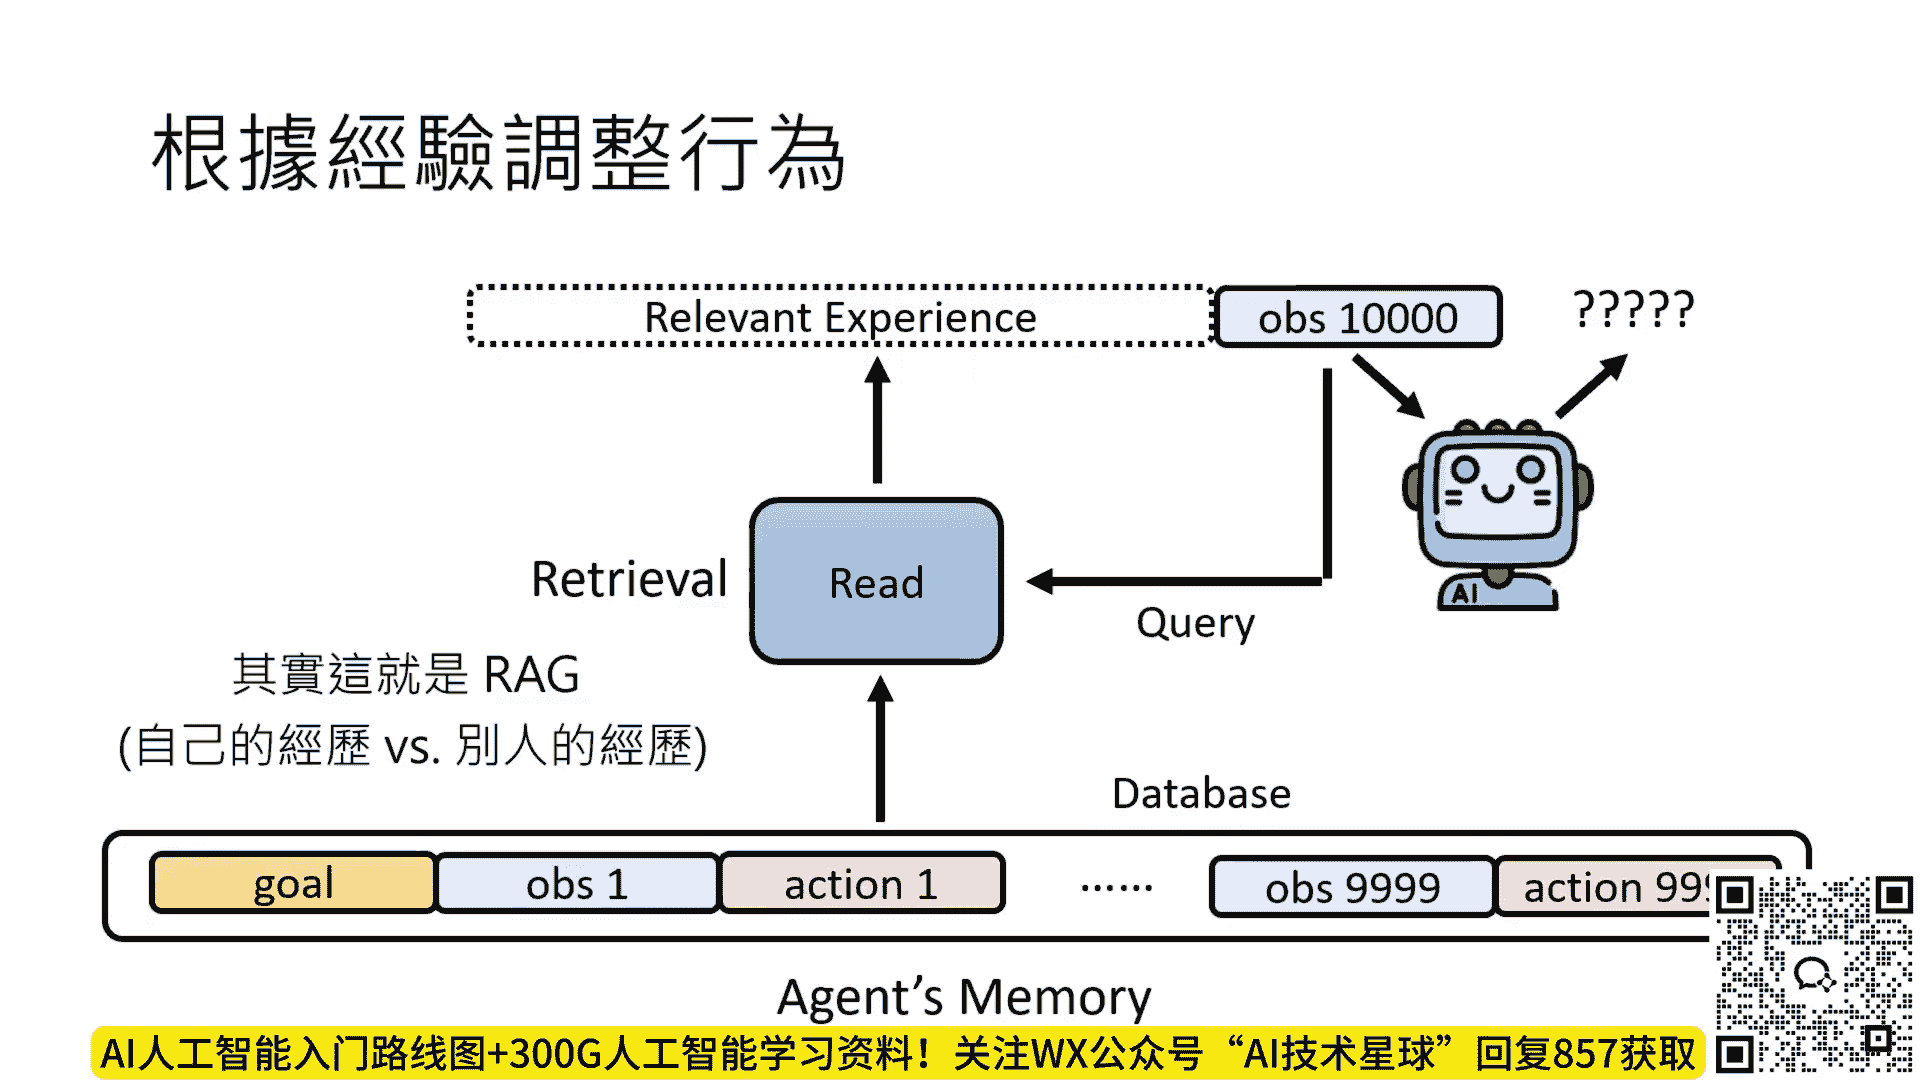 根據經驗調整行為
Relevant Experience
obs 10000
?????
Retrieval
Read
Query
AI
其實這就是 RAG
(自己的經歷 vs. 別人的經歷)
Database
goal
obs 1
action 1
......
obs 9999
action 999
Agent's Memory
AI人工智能入门路线图+300G人工智能学习资料！关注WX公众号“AI技术星球”回复857获取